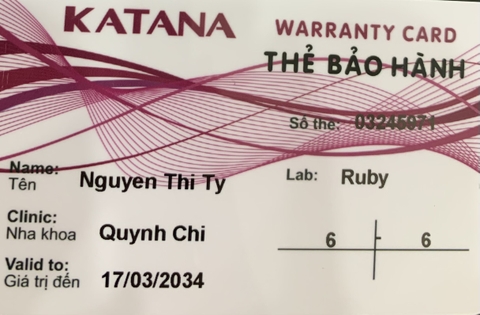 KATANA WARRANTY CARD
THẺ BẢO HÀNH
Số thẻ:
Name:
Tên Nguyen Thi Ty Lab: Ruby
Clinic:
Nha khoa Quynh Chi
6 - 6
Valid to:
Giá trị đến 17/03/2034